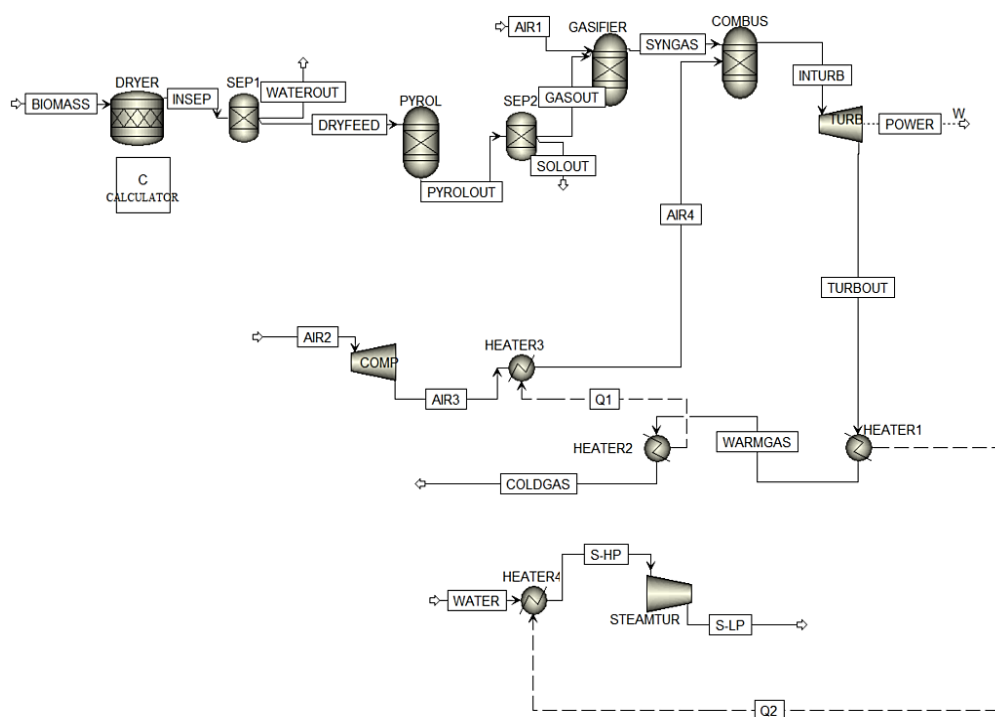 AIR1
GASIFIER
SYNGAS
COMBUS
DRYER
SEP1
INTURB
BIOMASS
INSEP
WATEROUT
PYROL
SEP2
GASOUT
DRYFEED
TURB
POWER
W
C
CALCULATOR
PYROLOUT
SOLOUT
AIR4
TURBOUT
AIR2
HEATER3
COMP
AIR3
Q1
HEATER2
WARMGAS
HEATER1
COLDGAS
S-HP
HEATER4
WATER
STEAMTUR
S-LP
Q2